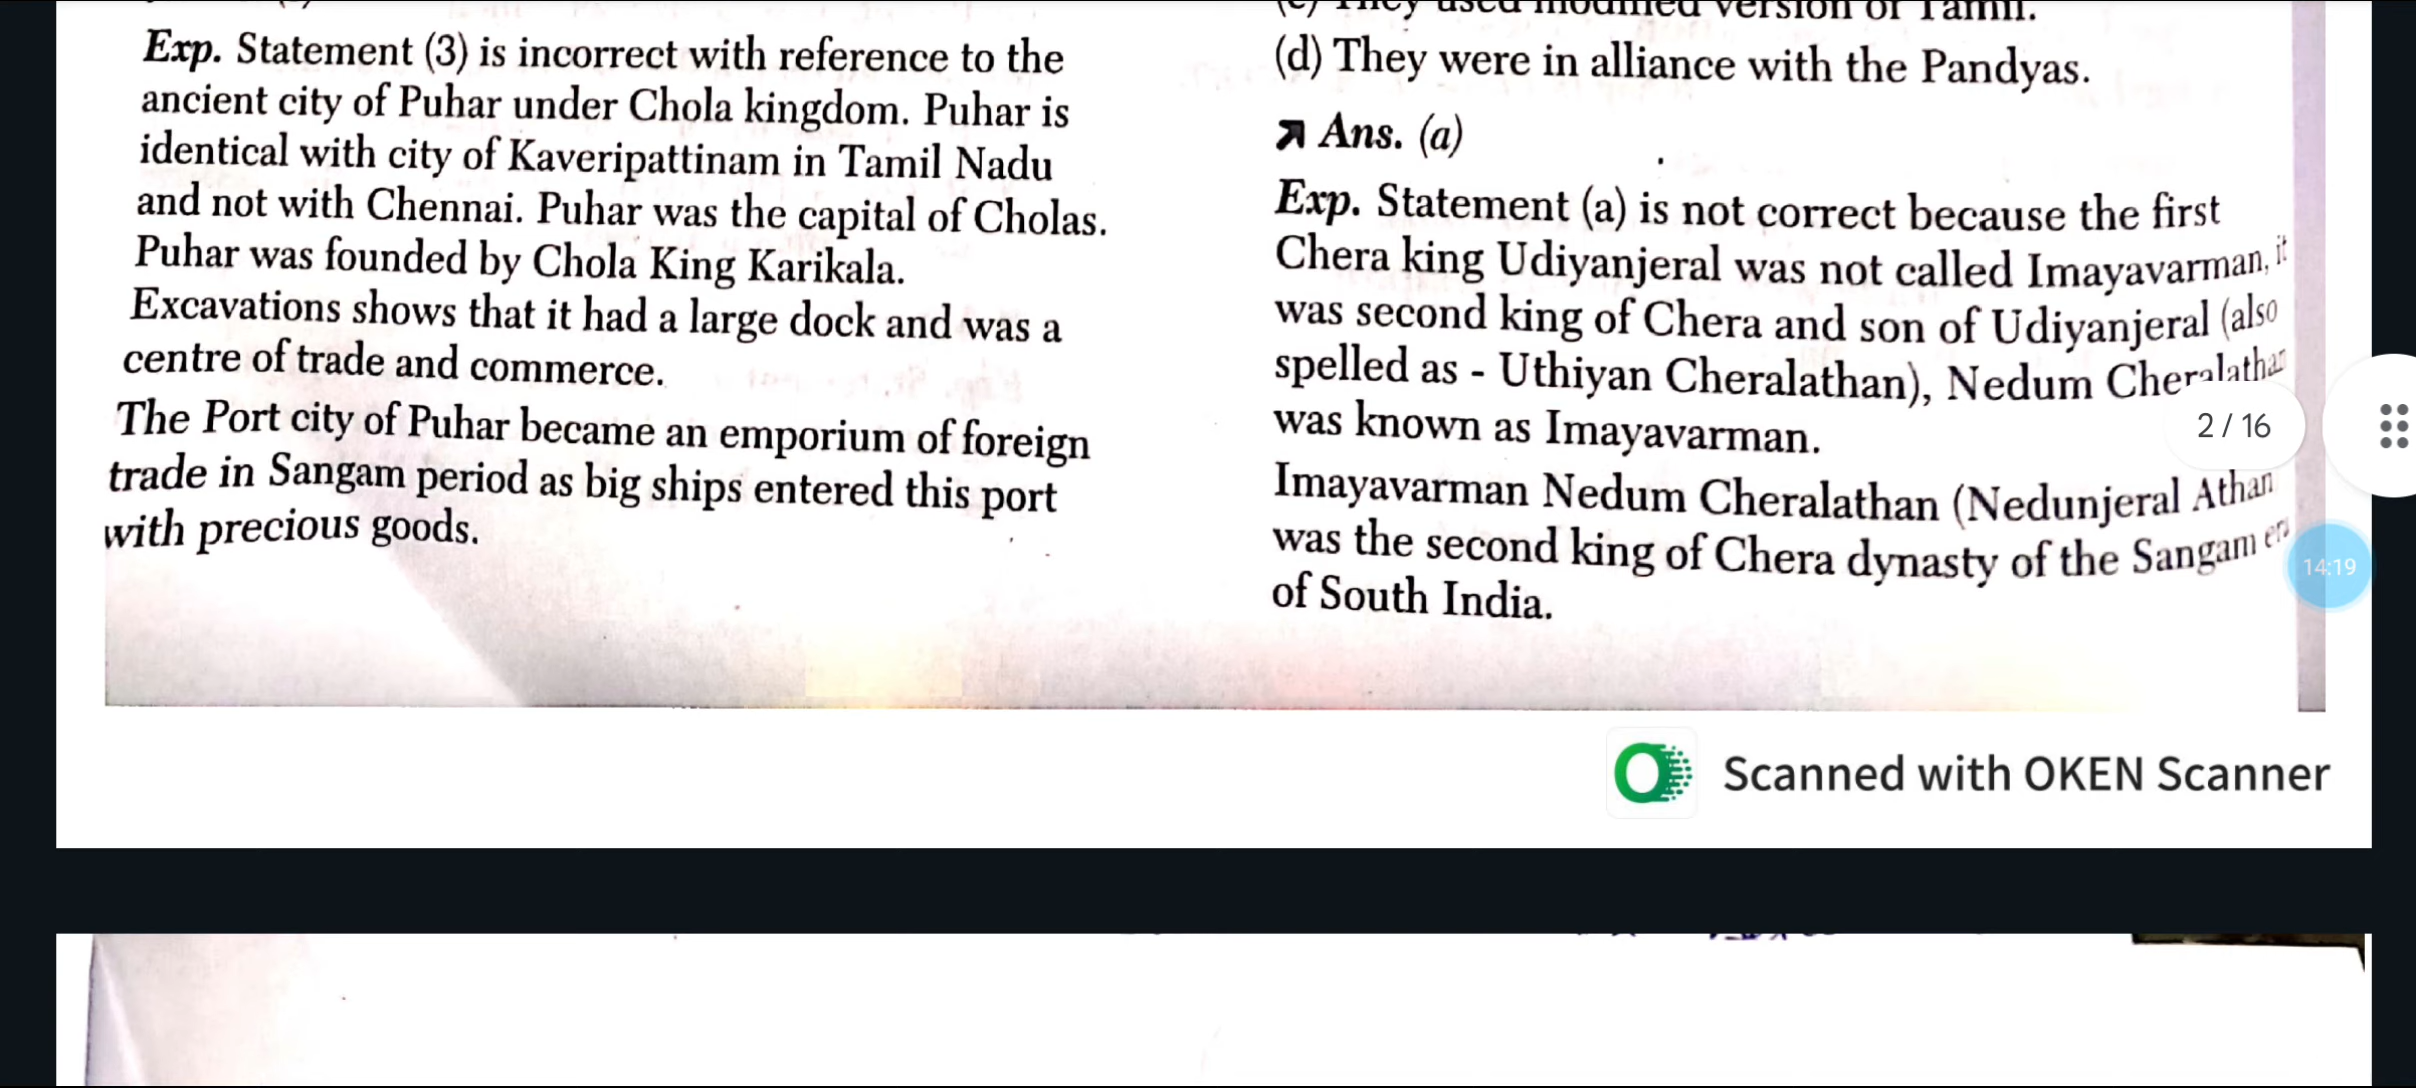 Exp. Statement (3) is incorrect with reference to the
ancient city of Puhar under Chola kingdom. Puhar is
identical with city of Kaveripattinam in Tamil Nadu
and not with Chennai. Puhar was the capital of Cholas.
Puhar was founded by Chola King Karikala.
Excavations shows that it had a large dock and was a
centre of trade and commerce.
The Port city of Puhar became an emporium of foreign
trade in Sangam period as big ships entered this port
with precious goods.
(c) They used modified version of Tamil.
(d) They were in alliance with the Pandyas.
Ans. (a)
Exp. Statement (a) is not correct because the first
Chera king Udiyanjeral was not called Imayavarman, it
was second king of Chera and son of Udiyanjeral (also
spelled as - Uthiyan Cheralathan), Nedum Cheralathan
was known as Imayavarman.
Imayavarman Nedum Cheralathan (Nedunjeral Athan
was the second king of Chera dynasty of the Sangam era
of South India.
2 / 16
14:19
Scanned with OKEN Scanner